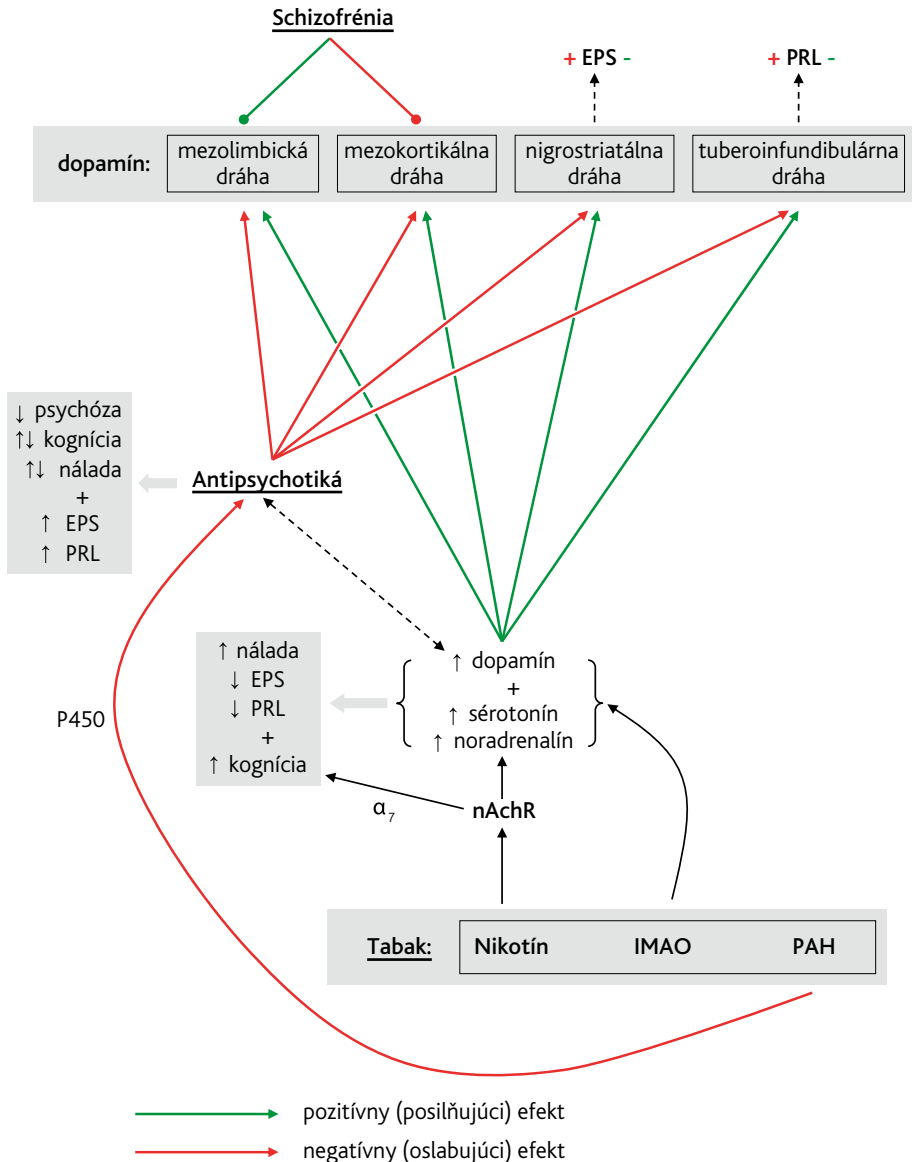 Schizofrénia
+ EPS -
+ PRL -
dopamín:
mezolimbická
dráha
mezokortikálna
dráha
nigrostriatálna
dráha
tuberoinfundibulárna
dráha
↓ psychóza
↑↓ kognícia
↑↓ nálada
+
↑ EPS
↑ PRL
Antipsychotiká
↑ nálada
↓ EPS
↓ PRL
+
↑ kognícia
↑ dopamín
+
↑ sérotonín
↑ noradrenalín
P450
α7
nAchR
Tabak:
Nikotín
IMAO
PAH
pozitívny (posilňujúci) efekt
negatívny (oslabujúci) efekt